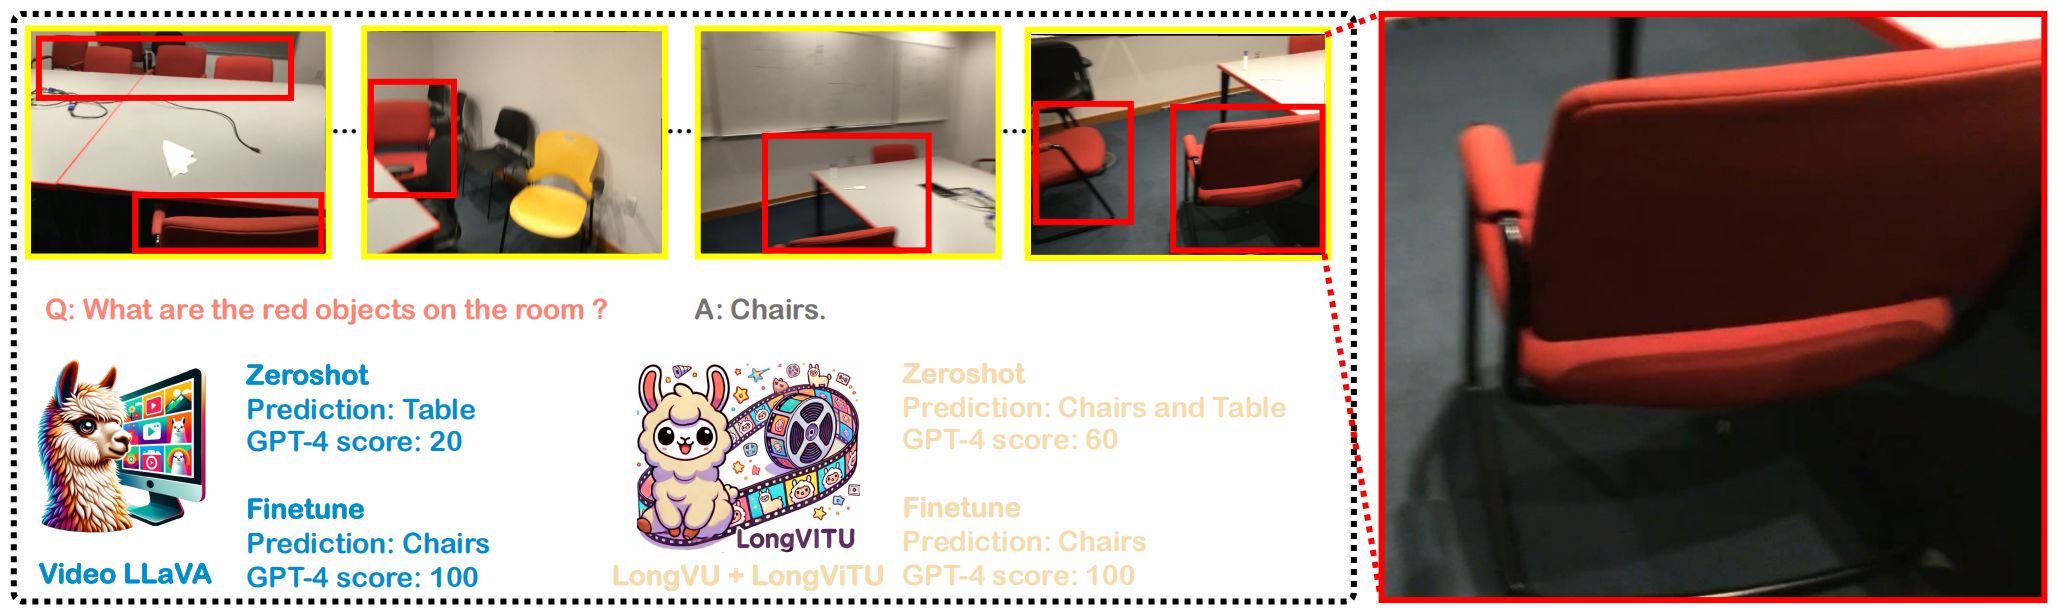 ... ... ...
Q: What are the red objects on the room ?
A: Chairs.
Zeroshot
Prediction: Table
GPT-4 score: 20
Finetune
Prediction: Chairs
GPT-4 score: 100
Video LLaVA
Zeroshot
Prediction: Chairs and Table
GPT-4 score: 60
Finetune
Prediction: Chairs
GPT-4 score: 100
LongVITU
LongVU + LongViTU